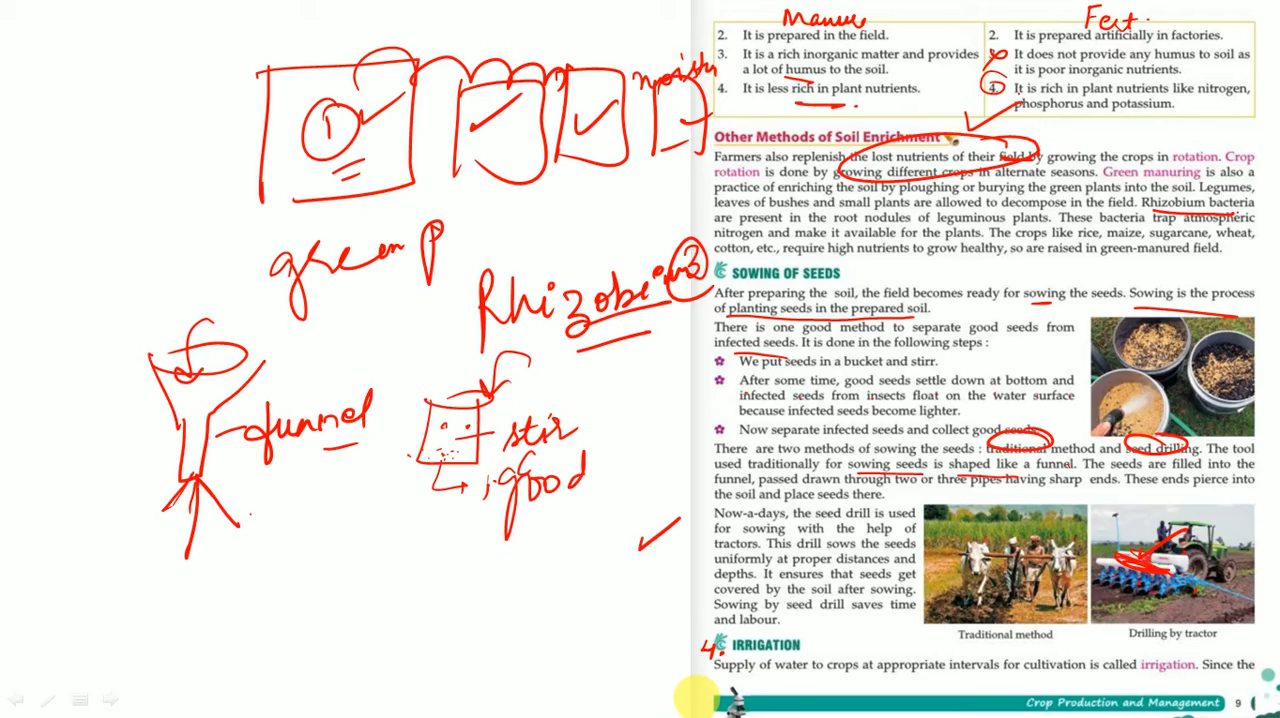 Manure
Fert.
2. It is prepared in the field.
3. It is a rich inorganic matter and provides
a lot of humus to the soil.
4. It is less rich in plant nutrients.
2. It is prepared artificially in factories.
It does not provide any humus to soil as
it is poor inorganic nutrients.
4. It is rich in plant nutrients like nitrogen,
phosphorus and potassium.
Other Methods of Soil Enrichment
Farmers also replenish the lost nutrients of their field by growing the crops in rotation. Crop
rotation is done by growing different crops in alternate seasons. Green manuring is also a
practice of enriching the soil by ploughing or burying the green plants into the soil. Legumes,
leaves of bushes and small plants are allowed to decompose in the field. Rhizobium bacteria
are present in the root nodules of leguminous plants. These bacteria trap atmospheric
nitrogen and make it available for the plants. The crops like rice, maize, sugarcane, wheat,
cotton, etc., require high nutrients to grow healthy, so are raised in green-manured field.
SOWING OF SEEDS
After preparing the soil, the field becomes ready for sowing the seeds. Sowing is the process
of planting seeds in the prepared soil.
There is one good method to separate good seeds from
infected seeds. It is done in the following steps :
We put seeds in a bucket and stirr.
After some time, good seeds settle down at bottom and
infected seeds from insects float on the water surface
because infected seeds become lighter.
Now separate infected seeds and collect good seeds.
There are two methods of sowing the seeds : traditional method and seed drilling. The tool
used traditionally for sowing seeds is shaped like a funnel. The seeds are filled into the
funnel, passed drawn through two or three pipes having sharp ends. These ends pierce into
the soil and place seeds there.
Now-a-days, the seed drill is used
for sowing with the help of
tractors. This drill sows the seeds
uniformly at proper distances and
depths. It ensures that seeds get
covered by the soil after sowing.
Sowing by seed drill saves time
and labour.
Traditional method
Drilling by tractor
4. IRRIGATION
Supply of water to crops at appropriate intervals for cultivation is called irrigation. Since the
Crop Production and Management 9
1
green P
3
funnel
stir
good